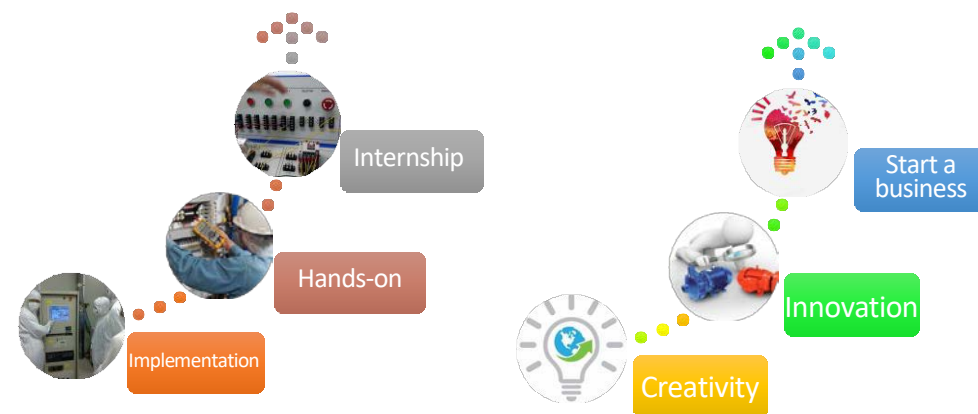 Internship
Hands-on
Implementation
Start a
business
Innovation
Creativity